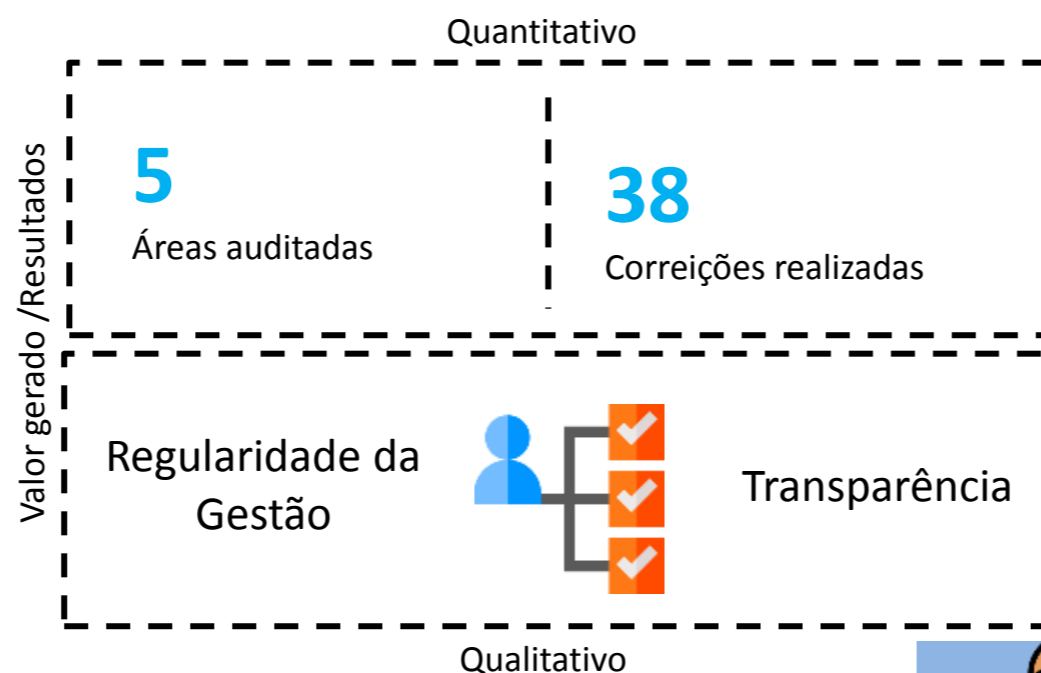 Quantitativo
Valor gerado /Resultados
5
Áreas auditadas
38
Correições realizadas
Regularidade da
Gestão
Transparência
Qualitativo